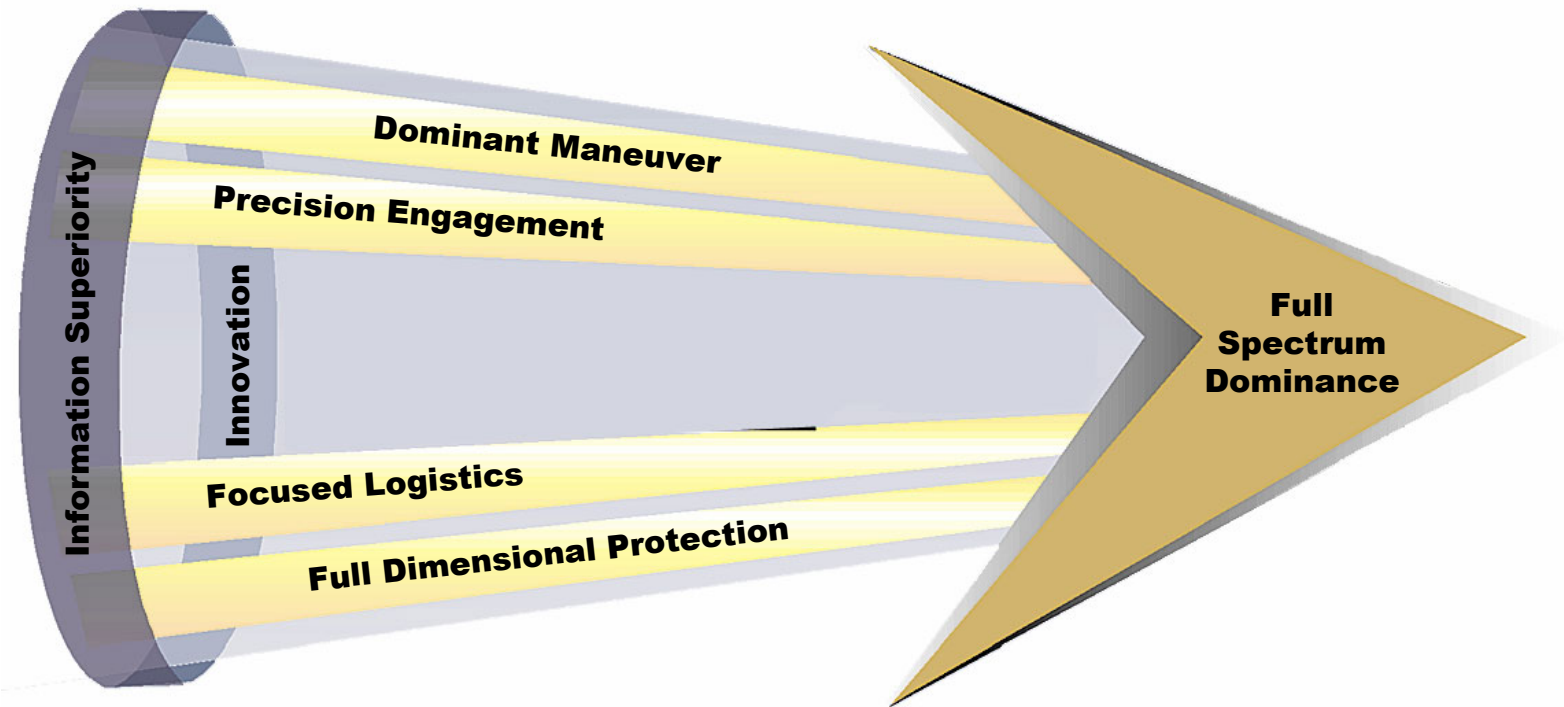 Information Superiority
Innovation
Dominant Maneuver
Precision Engagement
Focused Logistics
Full Dimensional Protection
Full
Spectrum
Dominance